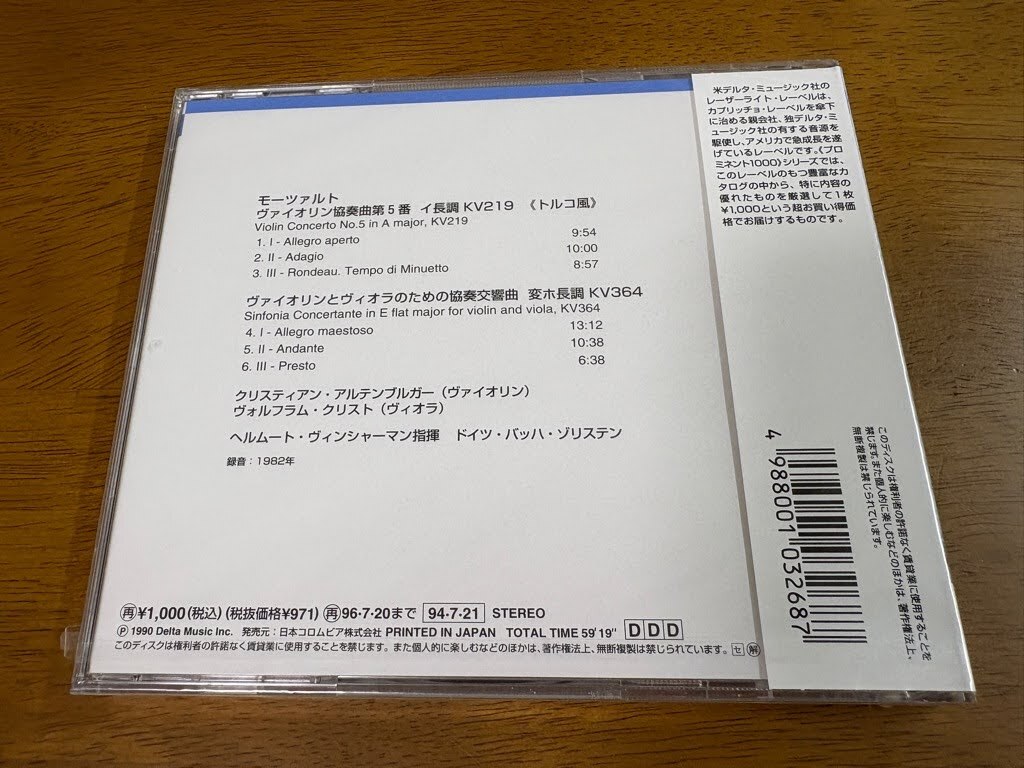 モーツァルト
ヴァイオリン協奏曲第5番 イ長調 KV219 《トルコ風》
Violin Concerto No.5 in A major, KV219
1. I - Allegro aperto 9:54
2. II - Adagio 10:00
3. III - Rondeau. Tempo di Minuetto 8:57
ヴァイオリンとヴィオラのための協奏交響曲 変ホ長調 KV364
Sinfonia Concertante in E flat major for violin and viola, KV364
4. I - Allegro maestoso 13:12
5. II - Andante 10:38
6. III - Presto 6:38
クリスティアン・アルテンブルガー(ヴァイオリン)
ヴォルフラム・クリスト(ヴィオラ)
ヘルムート・ヴィンシャーマン指揮 ドイツ・バッハ・ゾリステン
録音:1982年
再¥1,000(税込)(税抜価格¥971) 再96・7・20まで 94・7・21 STEREO
Ⓟ 1990 Delta Music Inc. 発売元:日本コロムビア株式会社 PRINTED IN JAPAN TOTAL TIME 59'19" D D D
このディスクは権利者の許諾なく賃貸業に使用することを禁じます。また個人的に楽しむなどのほかは、著作権法上、無断複製は禁じられています。 セ 解
米デルタ・ミュージック社の
レーザーライト・レーベルは、
カプリッチョ・レーベルを傘下
に治める親会社、独デルタ・ミ
ュージック社の有する音源を
駆使し、アメリカで急成長を遂
げているレーベルです。《プロ
ミネント1000》シリーズでは、
このレーベルのもつ豊富なカ
タログの中から、特に内容の
優れたものを厳選して1枚
¥1,000という超お買い得価
格でお届けするものです。
このディスクは権利者の許諾なく賃貸業に使用することを
禁じます。また個人的に楽しむなどのほかは、著作権法上、
無断複製は禁じられています。
4 988001 032687